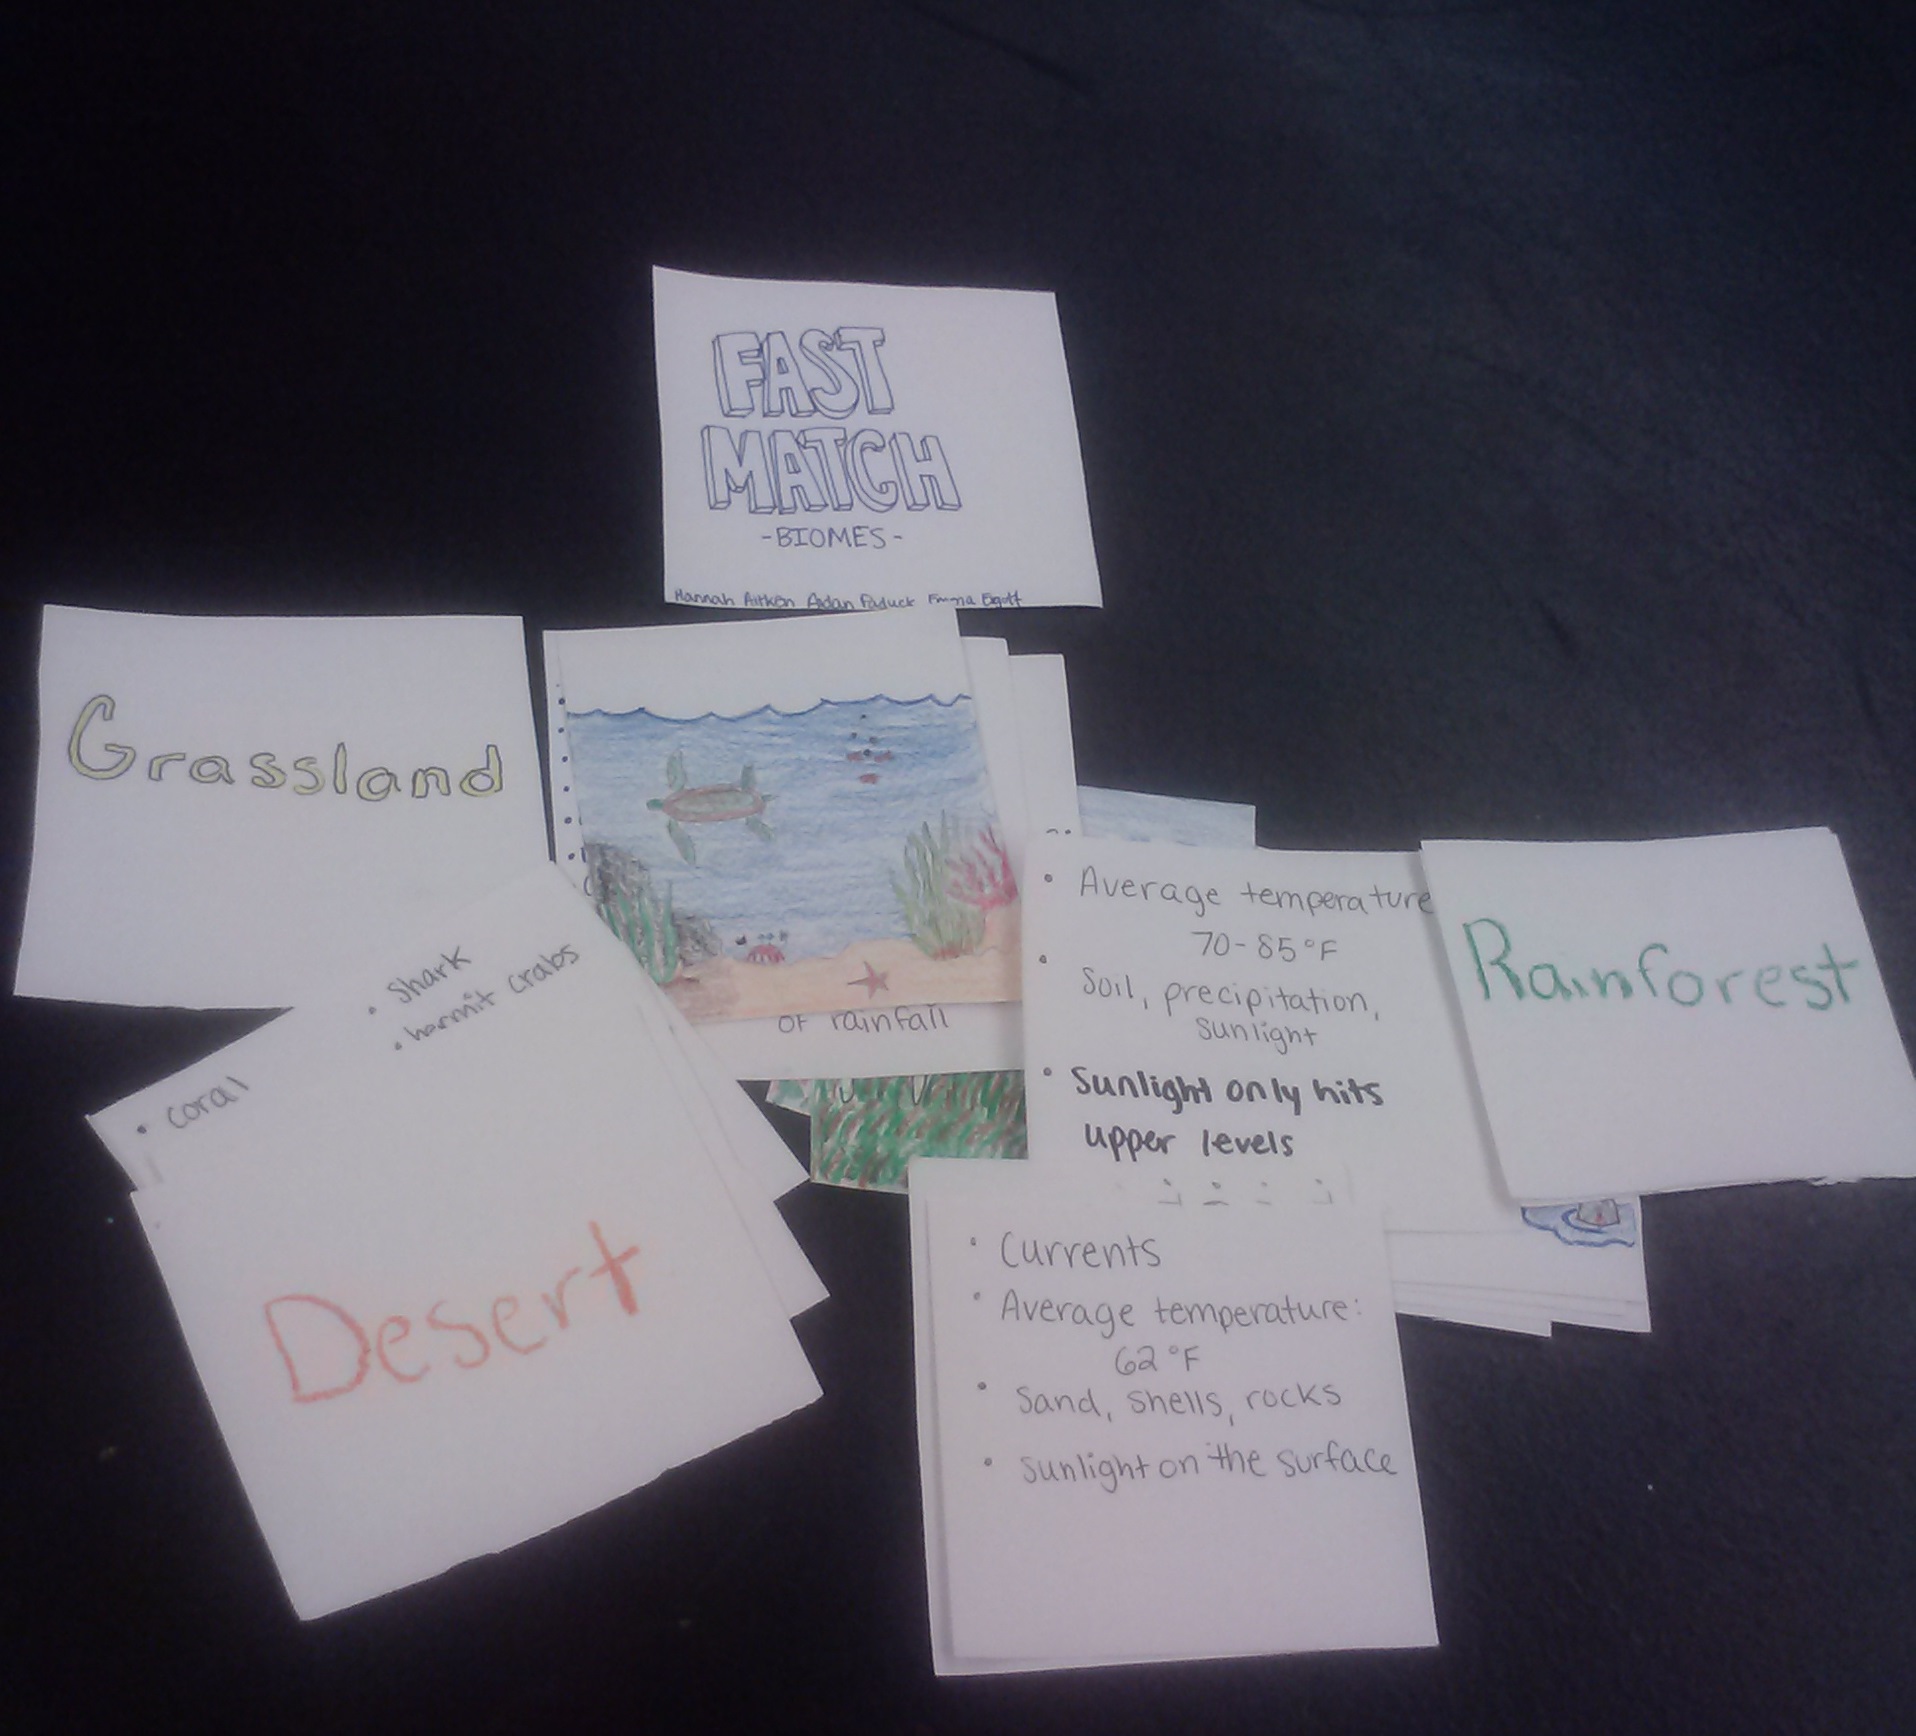 FAST
MATCH
-BIOMES-
Hannah Aitken Aidan Paduck Emma
Grassland
• Shark
• hermit crabs
• coral
Desert
of rainfall
• Average temperature
70-85°F
• Soil, precipitation,
sunlight
• Sunlight only hits
upper levels
Rainforest
• Currents
• Average temperature:
62°F
• Sand, shells, rocks
• sunlight on the surface